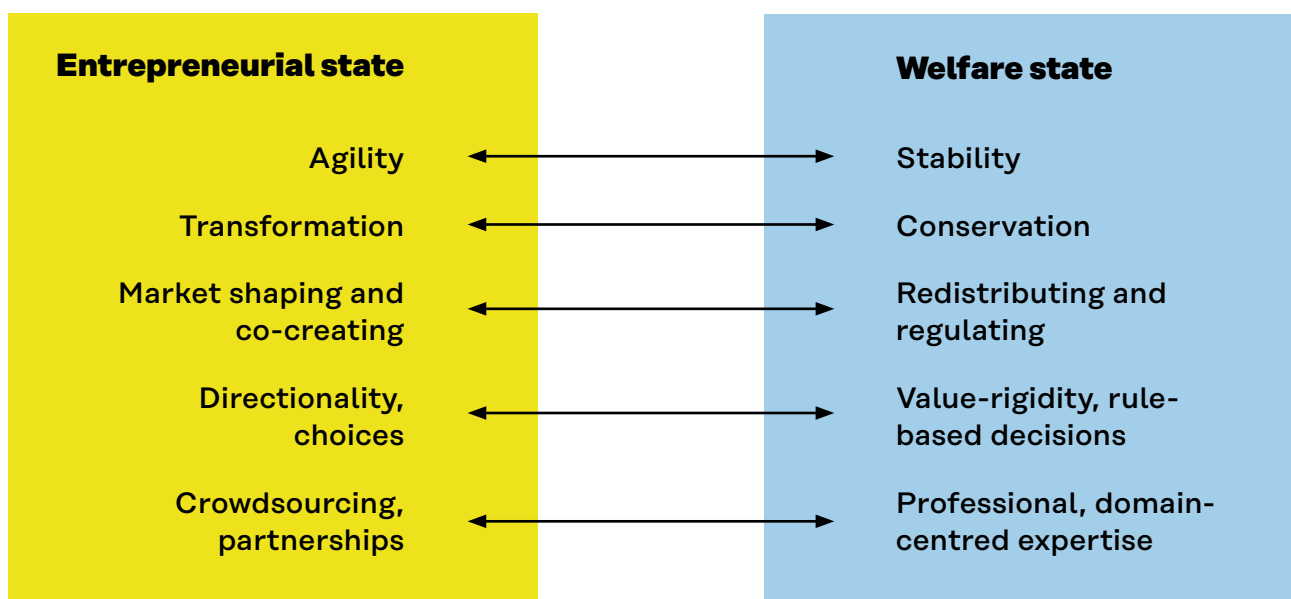 Entrepreneurial state
Welfare state
Agility
Stability
Transformation
Conservation
Market shaping and
co-creating
Redistributing and
regulating
Directionality,
choices
Value-rigidity, rule-
based decisions
Crowdsourcing,
partnerships
Professional, domain-
centred expertise